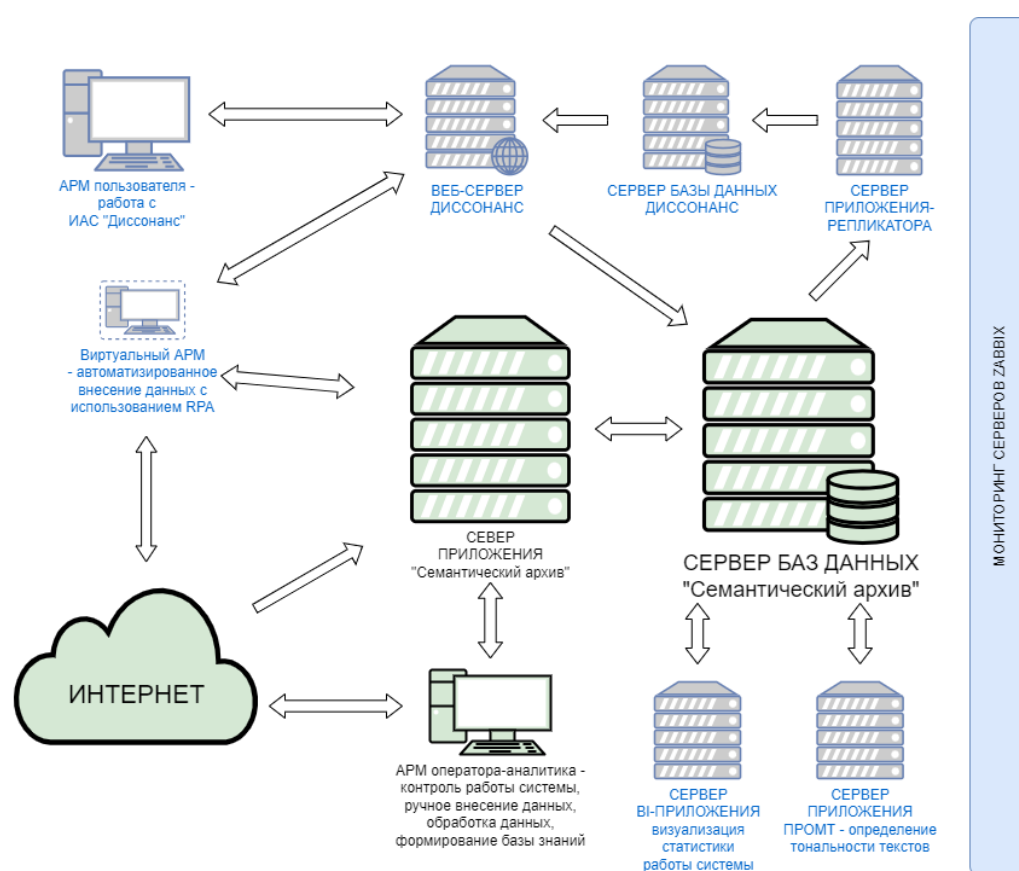 АРМ пользователя -
работа с
ИАС "Диссонанс"
ВЕБ-СЕРВЕР
ДИССОНАНС
СЕРВЕР БАЗЫ ДАННЫХ
ДИССОНАНС
СЕРВЕР
ПРИЛОЖЕНИЯ-
РЕПЛИКАТОРА
Виртуальный АРМ
- автоматизированное
внесение данных с
использованием RPA
СЕВЕР
ПРИЛОЖЕНИЯ
"Семантический архив"
СЕРВЕР БАЗ ДАННЫХ
"Семантический архив"
ИНТЕРНЕТ
АРМ оператора-аналитика -
контроль работы системы,
ручное внесение данных,
обработка данных,
формирование базы знаний
СЕРВЕР
BI-ПРИЛОЖЕНИЯ
визуализация
статистики
работы системы
СЕРВЕР
ПРИЛОЖЕНИЯ
ПРОМТ - определение
тональности текстов
МОНИТОРИНГ СЕРВЕРОВ ZABBIX